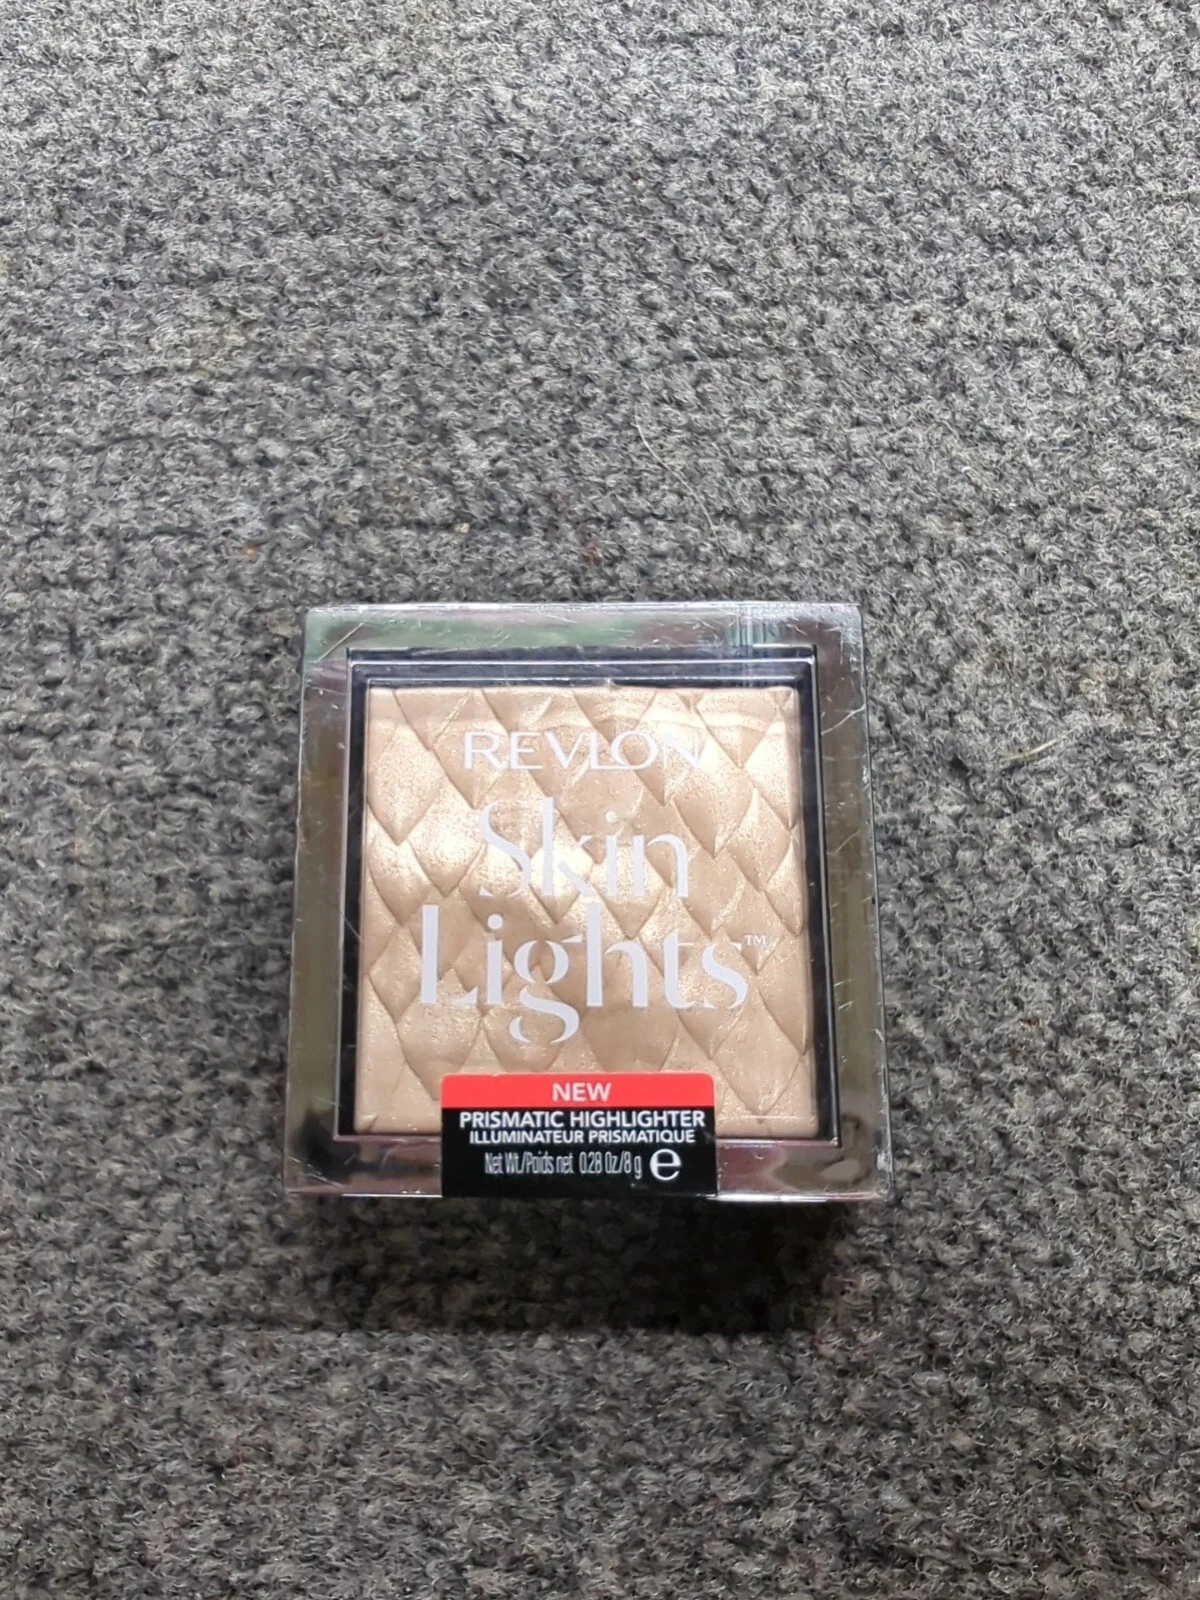 REVLON
Skin
Lights™
NEW
PRISMATIC HIGHLIGHTER
ILLUMINATEUR PRISMATIQUE
Net Wt./Poids net 0.28 Oz/8 g e